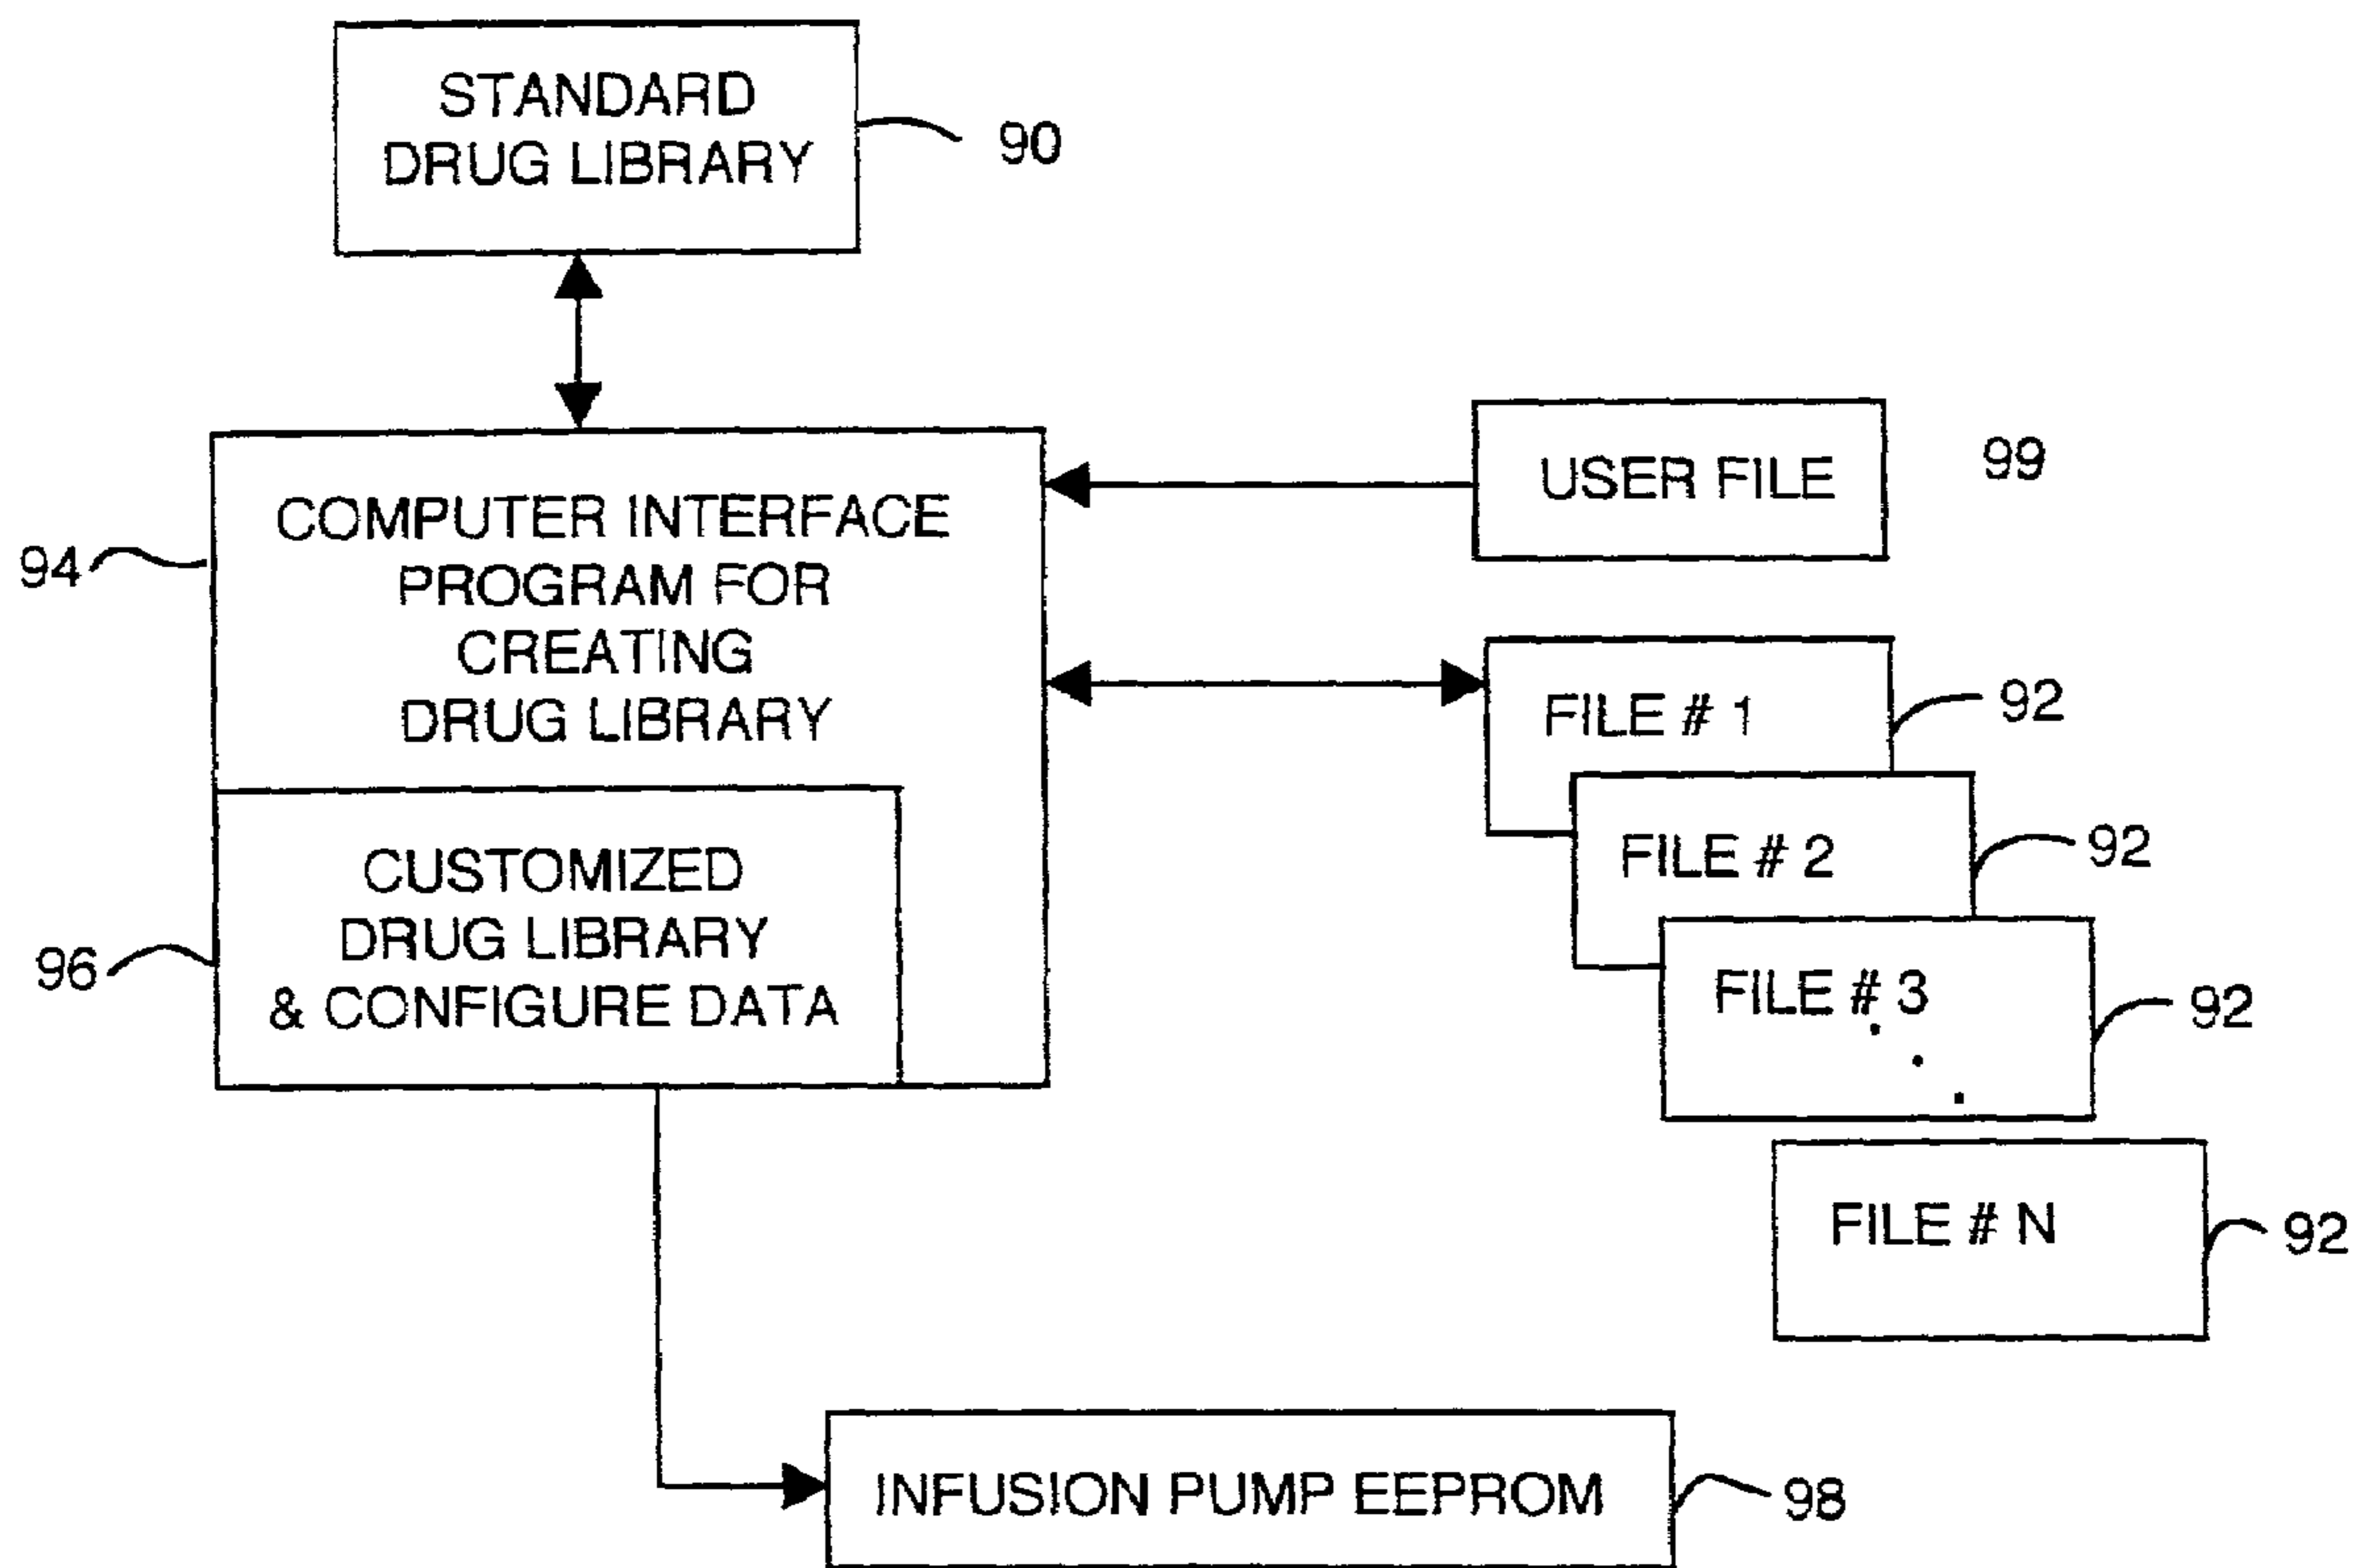 STANDARD
DRUG LIBRARY
90
COMPUTER INTERFACE
PROGRAM FOR
CREATING
DRUG LIBRARY
94
USER FILE
99
FILE # 1
92
FILE # 2
92
FILE # 3
92
FILE # N
92
CUSTOMIZED
DRUG LIBRARY
& CONFIGURE DATA
96
INFUSION PUMP EEPROM
98